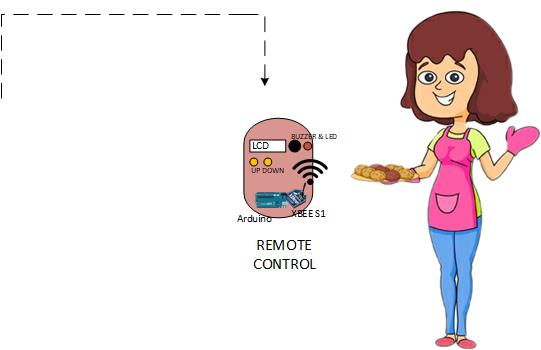 BUZZER & LED
LCD
UP DOWN
XBEE S1
Arduino
REMOTE
CONTROL